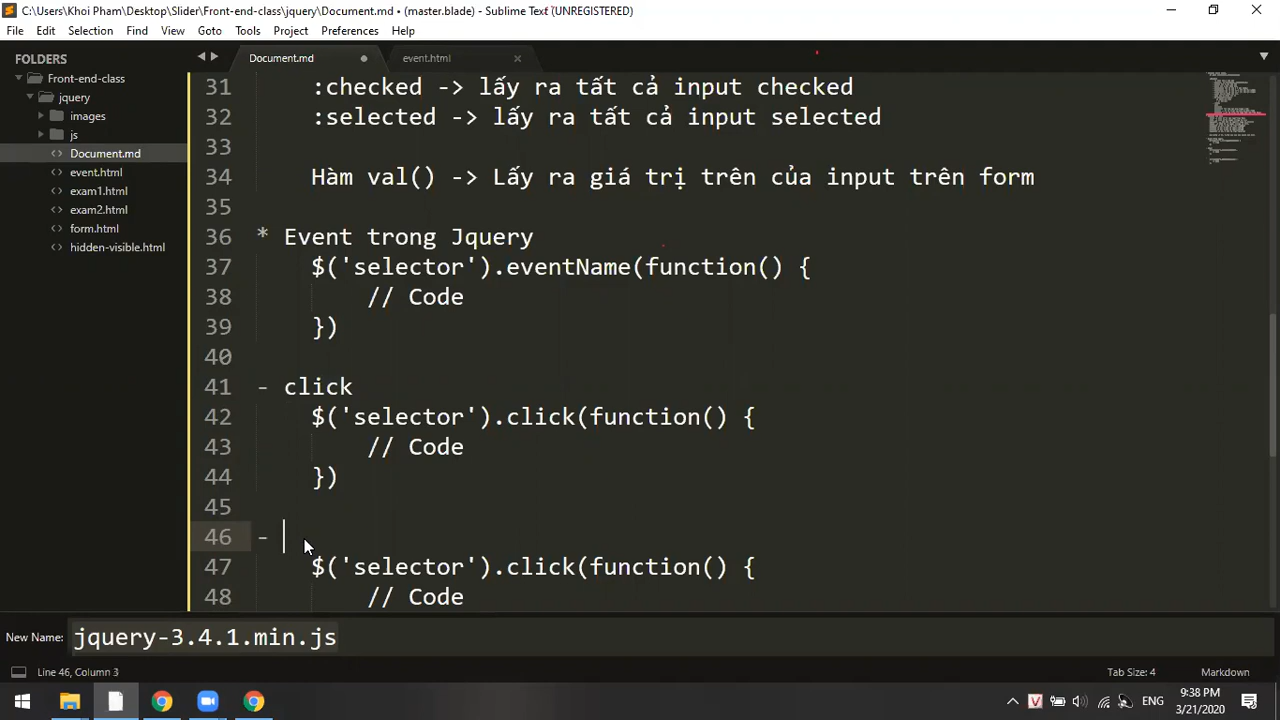 C:\Users\Khoi Pham\Desktop\Slider\Front-end-class\jquery\Document.md • (master.blade) - Sublime Text (UNREGISTERED)
File Edit Selection Find View Goto Tools Project Preferences Help
FOLDERS
Front-end-class
jquery
images
js
Document.md
event.html
exam1.html
exam2.html
form.html
hidden-visible.html
Document.md event.html
31 :checked -> lấy ra tất cả input checked
32 :selected -> lấy ra tất cả input selected
33
34 Hàm val() -> Lấy ra giá trị trên của input trên form
35
36 * Event trong Jquery
37 $('selector').eventName(function() {
38 // Code
39 })
40
41 - click
42 $('selector').click(function() {
43 // Code
44 })
45
46 -
47 $('selector').click(function() {
48 // Code
New Name: jquery-3.4.1.min.js
Line 46, Column 3 Tab Size: 4 Markdown
ENG 9:38 PM
3/21/2020